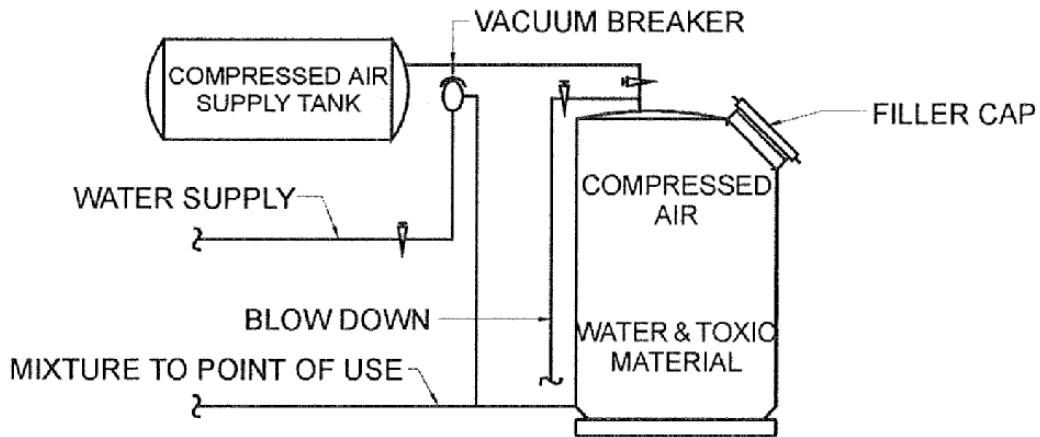 VACUUM BREAKER
COMPRESSED AIR
SUPPLY TANK
FILLER CAP
COMPRESSED
AIR
WATER SUPPLY
BLOW DOWN
WATER & TOXIC
MATERIAL
MIXTURE TO POINT OF USE